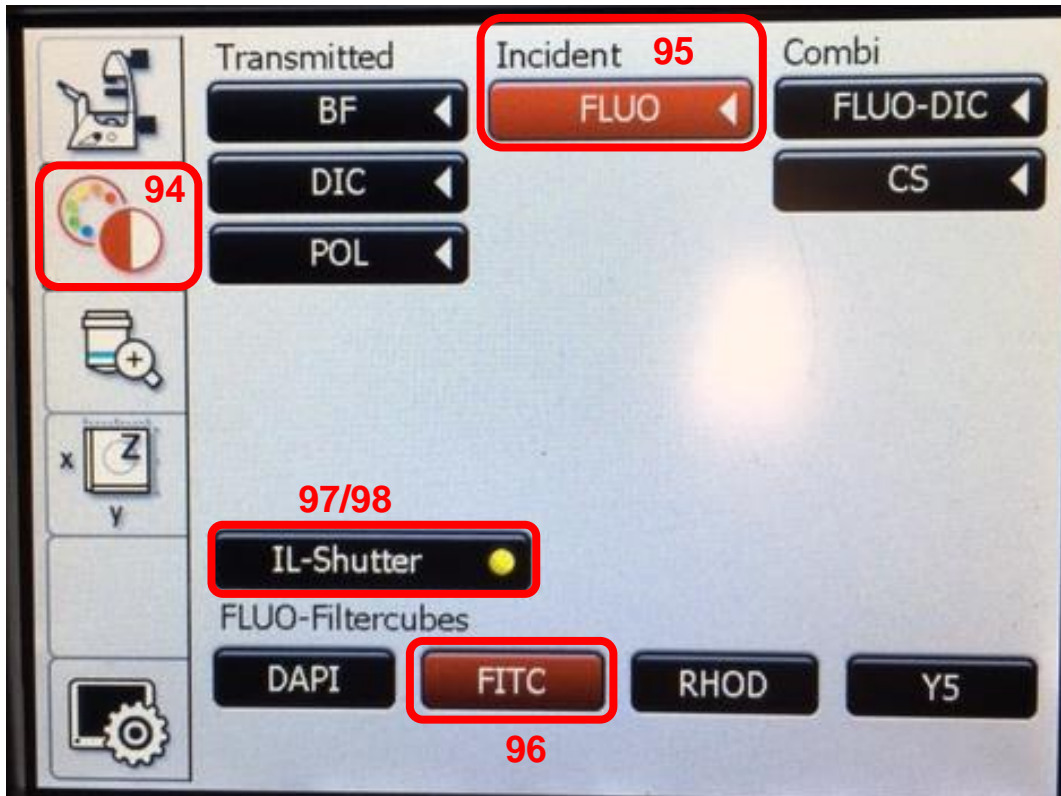 Transmitted Incident 95 Combi
BF FLUO FLUO-DIC
94 DIC CS
POL
x Z
y
97/98
IL-Shutter
FLUO-Filtercubes
DAPI FITC RHOD Y5
96